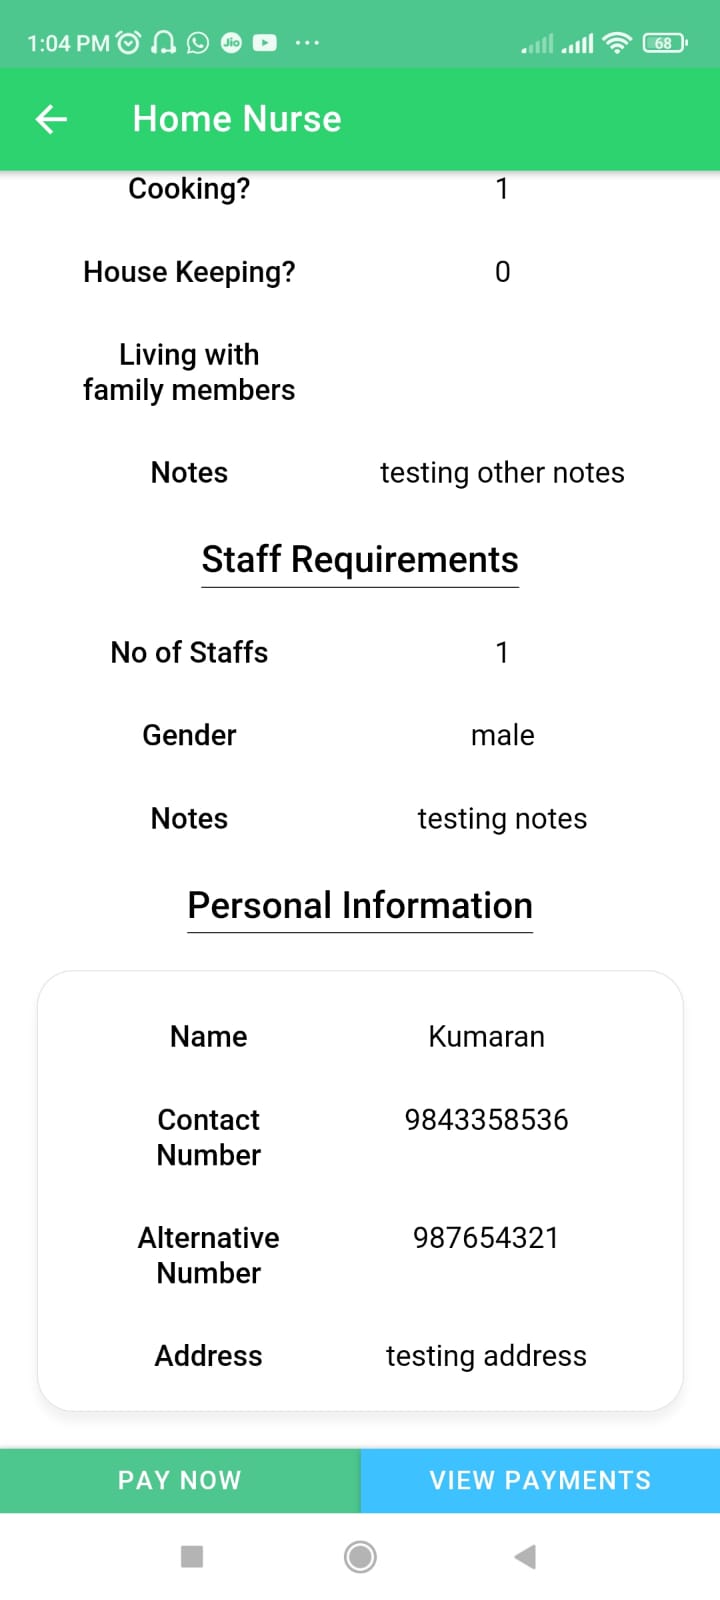 1:04 PM
Jio
68
Home Nurse
Cooking? 1
House Keeping? 0
Living with
family members
Notes testing other notes
Staff Requirements
No of Staffs 1
Gender male
Notes testing notes
Personal Information
Name Kumaran
Contact 9843358536
Number
Alternative 987654321
Number
Address testing address
PAY NOW VIEW PAYMENTS